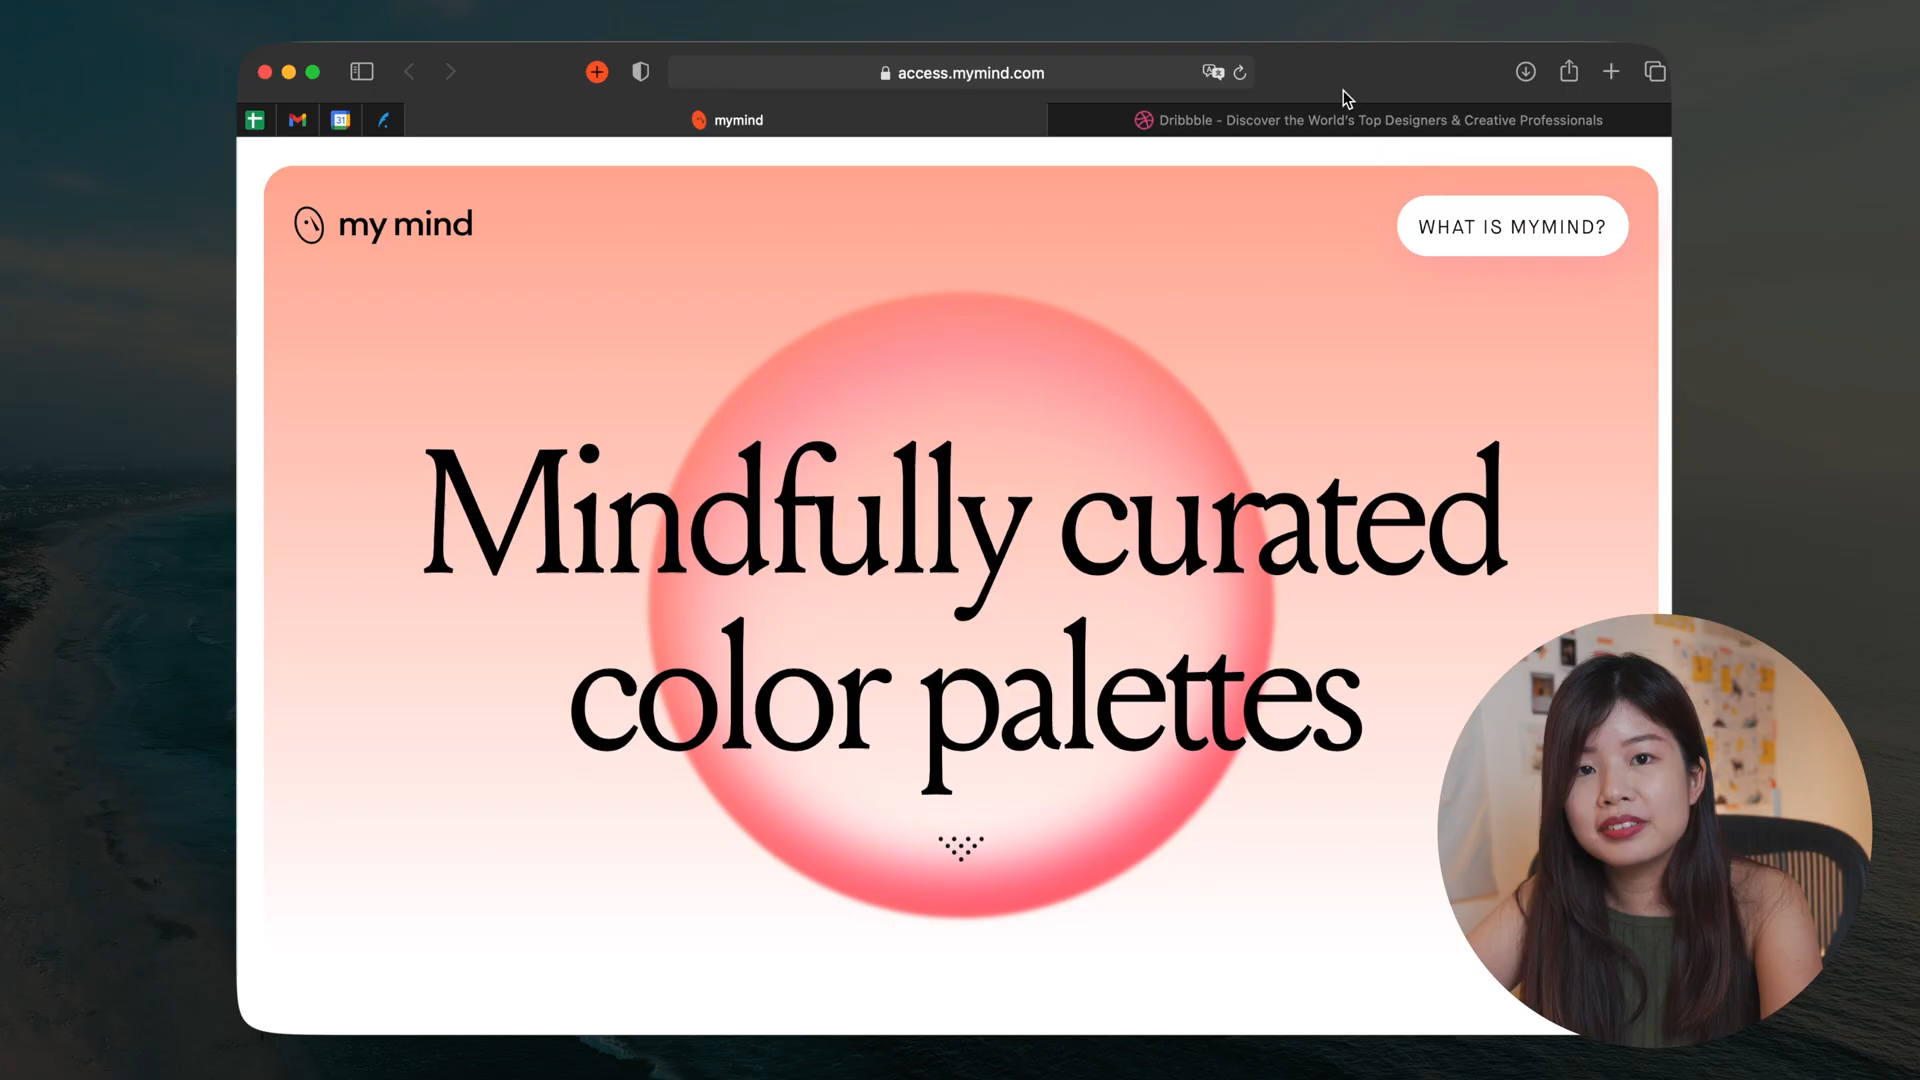 access.mymind.com
31
mymind
Dribbble - Discover the World's Top Designers & Creative Professionals
my mind
WHAT IS MYMIND?
Mindfully curated
color palettes